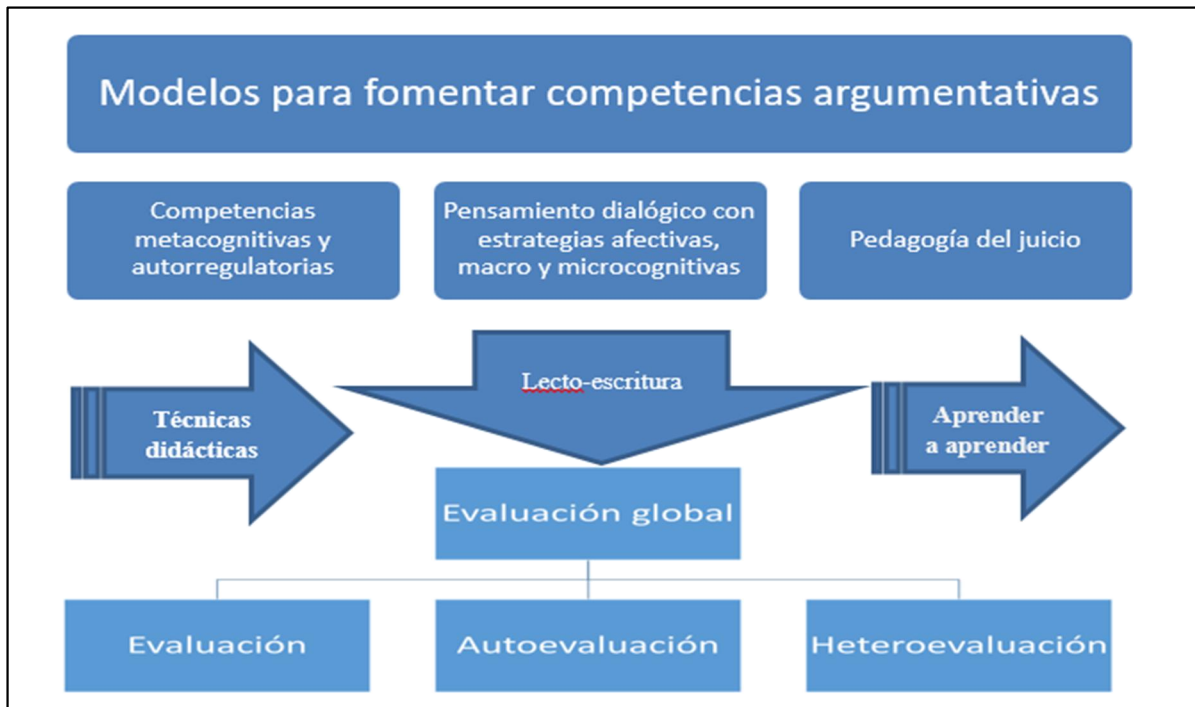 Modelos para fomentar competencias argumentativas
Competencias
metacognitivas y
autorregulatorias
Pensamiento dialógico con
estrategias afectivas,
macro y microcognitivas
Pedagogía del juicio
Técnicas
didácticas
Lecto-escritura
Aprender
a aprender
Evaluación global
Evaluación
Autoevaluación
Heteroevaluación